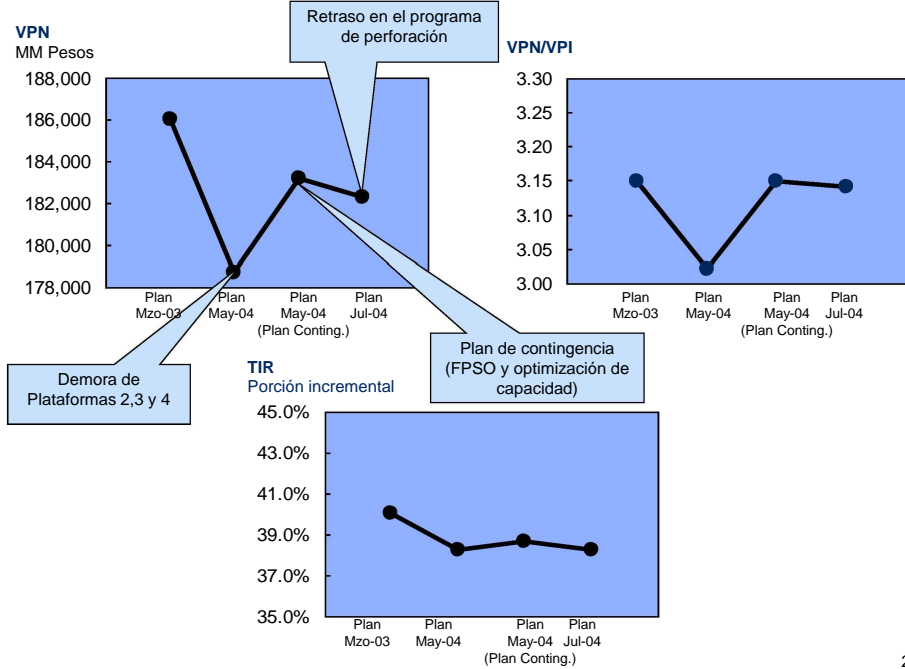 Retraso en el programa
de perforación
VPN
MM Pesos
188,000
186,000
184,000
182,000
180,000
178,000
Plan
Mzo-03
Plan
May-04
Plan
May-04
(Plan Conting.)
Plan
Jul-04
VPN/VPI
3.30
3.25
3.20
3.15
3.10
3.05
3.00
Plan
Mzo-03
Plan
May-04
Plan
May-04
(Plan Conting.)
Plan
Jul-04
Demora de
Plataformas 2,3 y 4
Plan de contingencia
(FPSO y optimización de
capacidad)
TIR
Porción incremental
45.0%
43.0%
41.0%
39.0%
37.0%
35.0%
Plan
Mzo-03
Plan
May-04
Plan
May-04
(Plan Conting.)
Plan
Jul-04